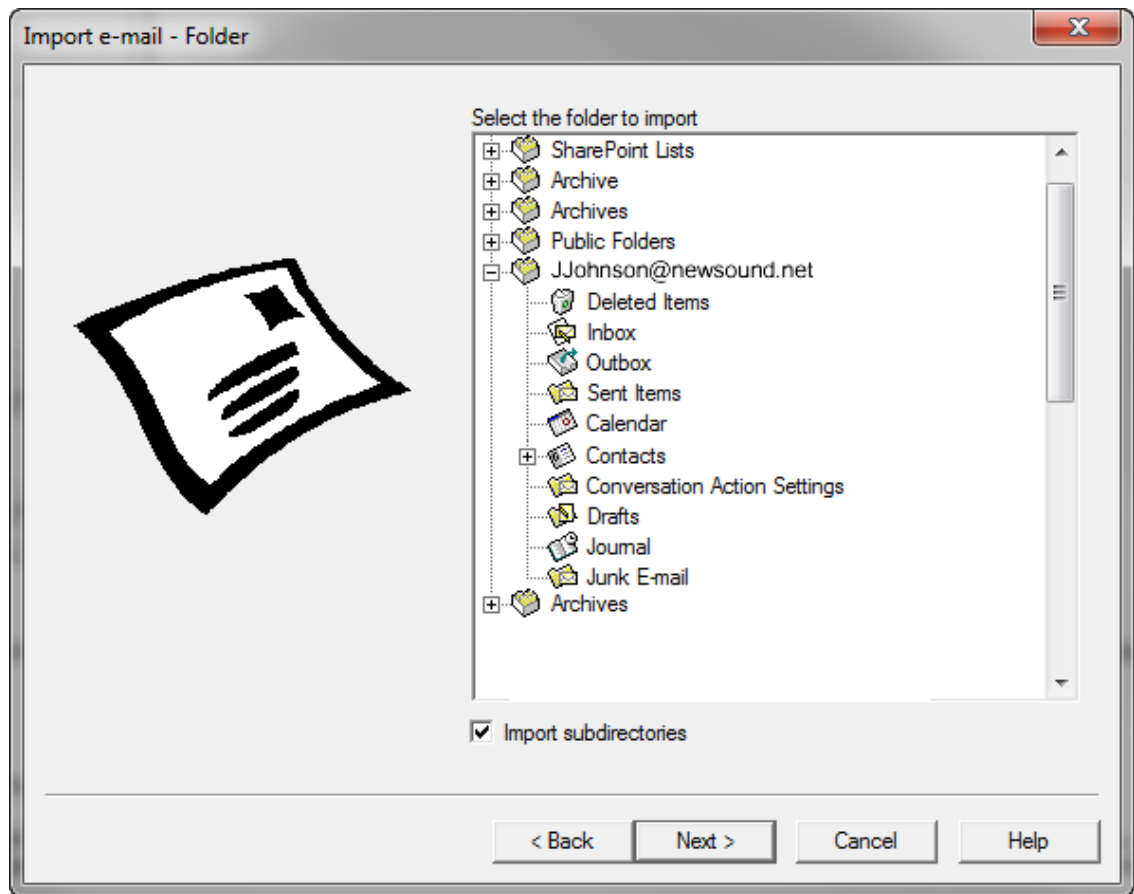 Import e-mail - Folder
Select the folder to import
SharePoint Lists
Archive
Archives
Public Folders
JJohnson@newsound.net
Deleted Items
Inbox
Outbox
Sent Items
Calendar
Contacts
Conversation Action Settings
Drafts
Journal
Junk E-mail
Archives
Import subdirectories
< Back Next > Cancel Help